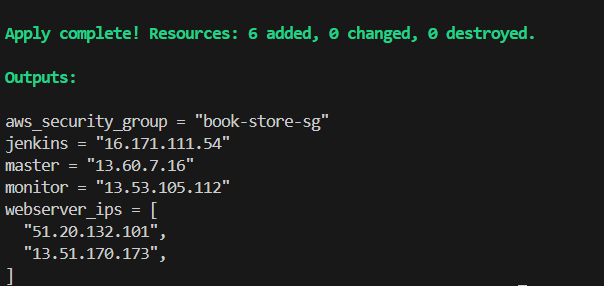 Apply complete! Resources: 6 added, 0 changed, 0 destroyed.
Outputs:
aws_security_group = "book-store-sg"
jenkins = "16.171.111.54"
master = "13.60.7.16"
monitor = "13.53.105.112"
webserver_ips = [
  "51.20.132.101",
  "13.51.170.173",
]